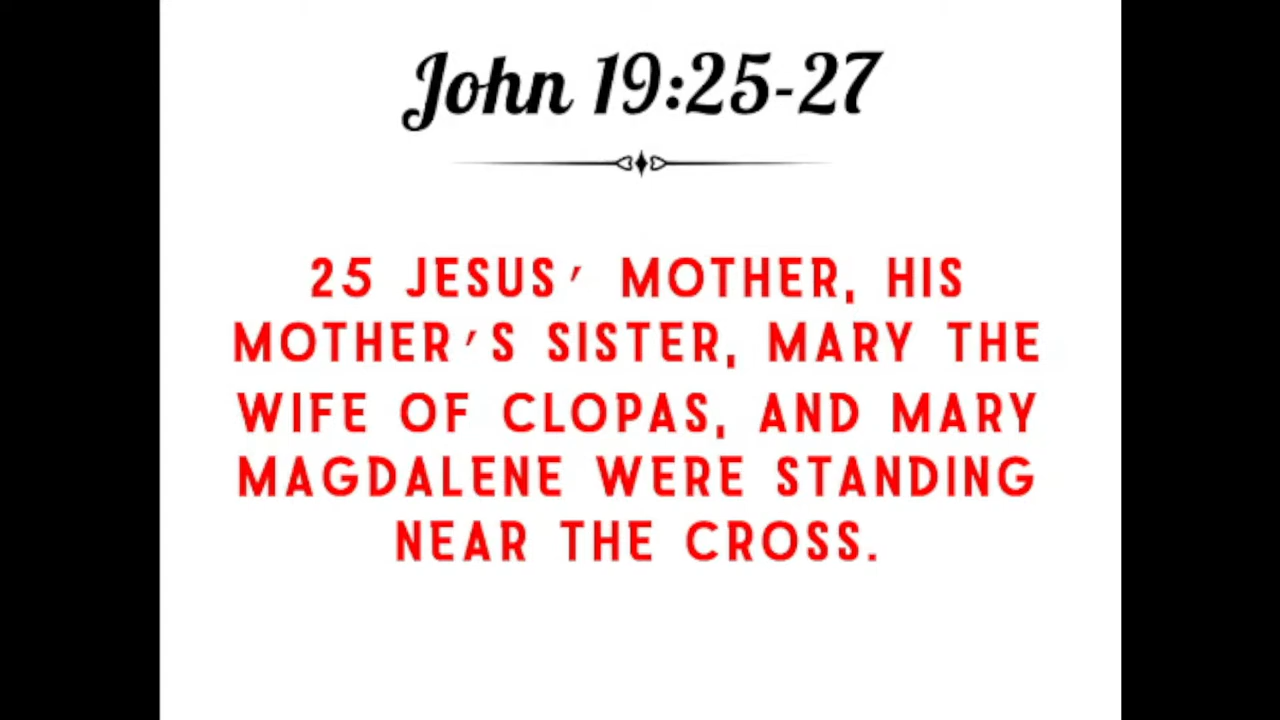 John 19:25-27
25 JESUS' MOTHER, HIS
MOTHER'S SISTER, MARY THE
WIFE OF CLOPAS, AND MARY
MAGDALENE WERE STANDING
NEAR THE CROSS.